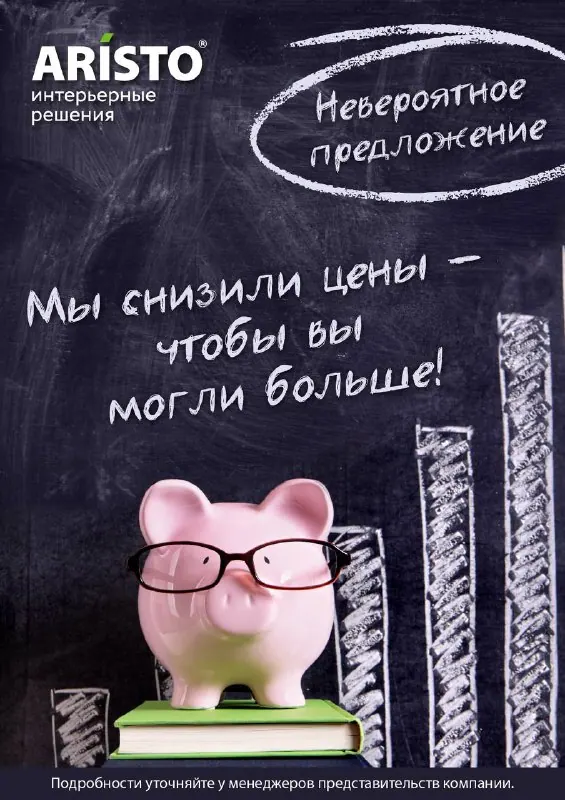 ARISTO®
интерьерные
решения
Невероятное
предложение
Мы снизили цены –
чтобы вы
могли больше!
Подробности уточняйте у менеджеров представительств компании.